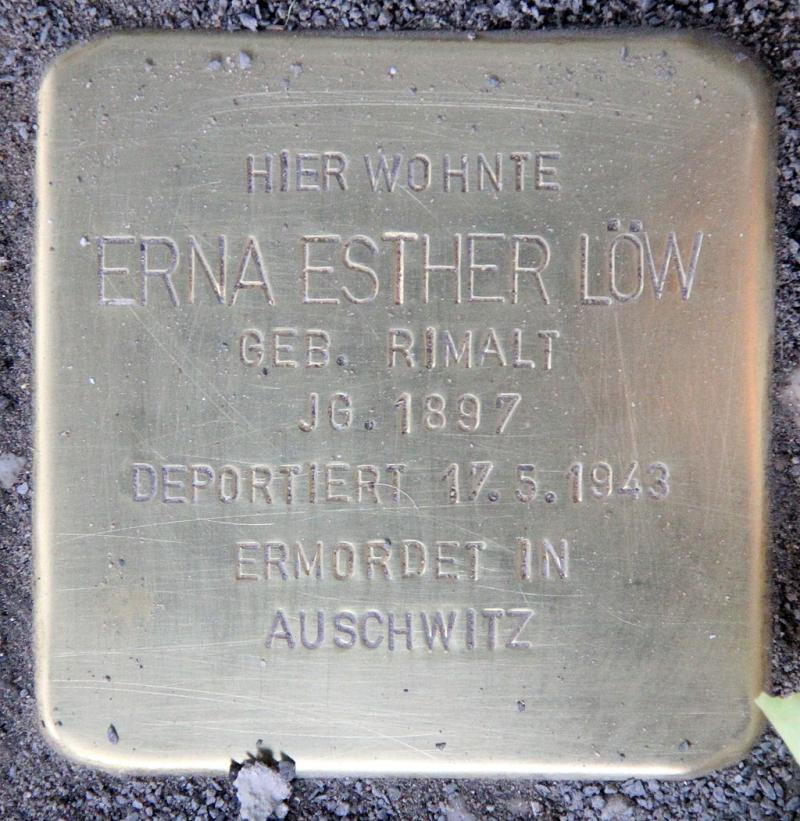 HIER WOHNTE
ERNA ESTHER LÖW
GEB. RIMALT
JG. 1897
DEPORTIERT 17.5.1943
ERMORDET IN
AUSCHWITZ